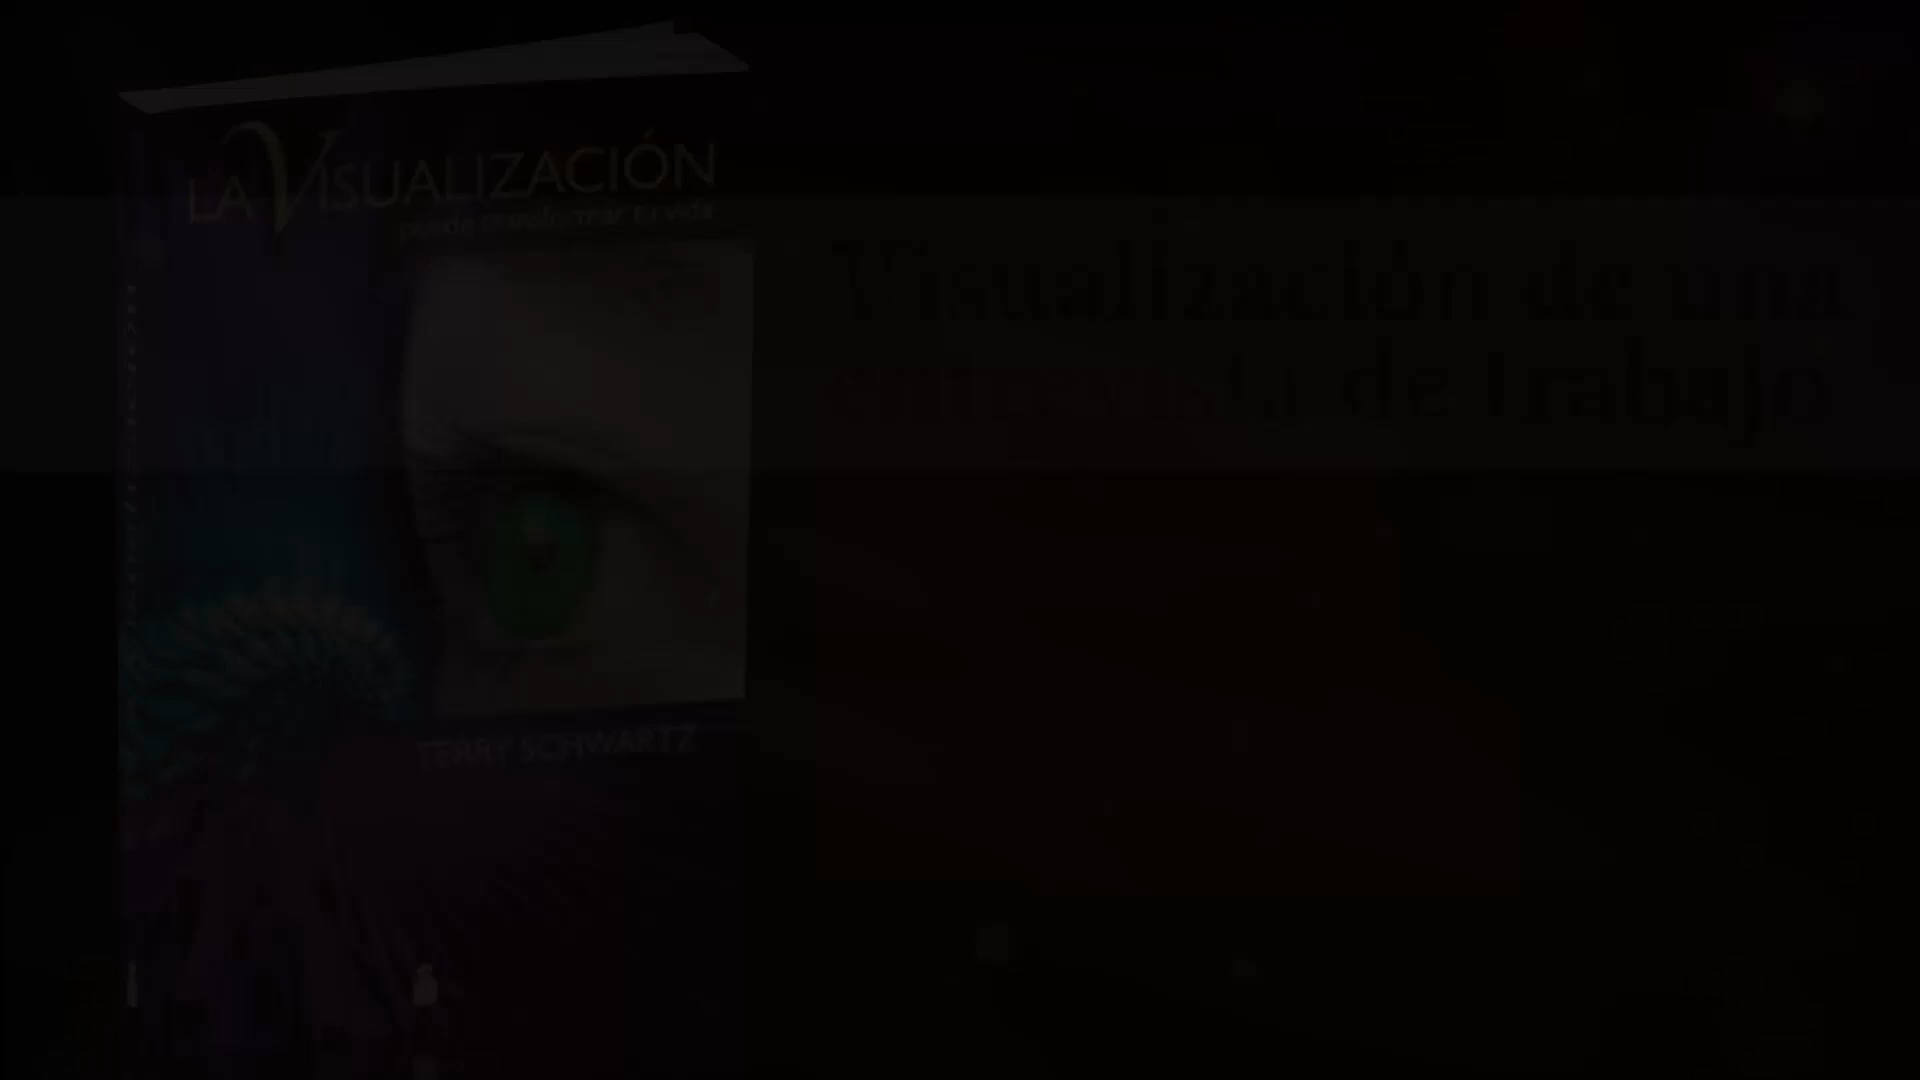 LA VISUALIZACIÓN
puede transformar tu vida
TERRY SCHWARTZ
Visualización de una
entrevista de trabajo